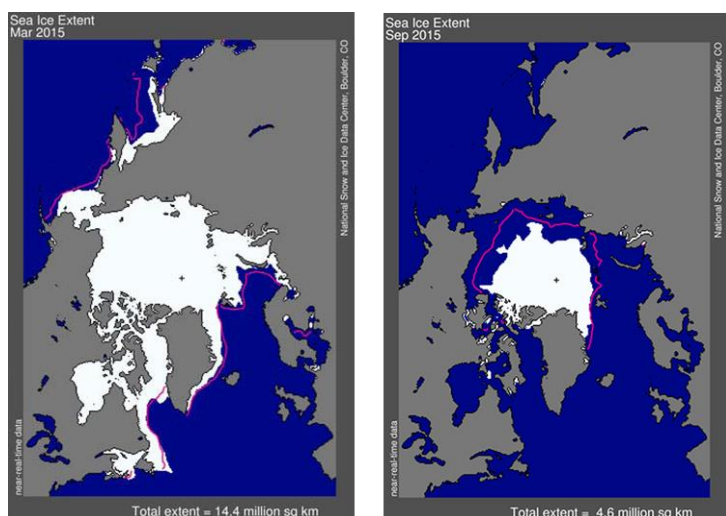 Sea Ice Extent
Mar 2015
National Snow and Ice Data Center, Boulder, CO
near-real-time data
Total extent = 14.4 million sq km
Sea Ice Extent
Sep 2015
National Snow and Ice Data Center, Boulder, CO
near-real-time data
Total extent = 4.6 million sq km